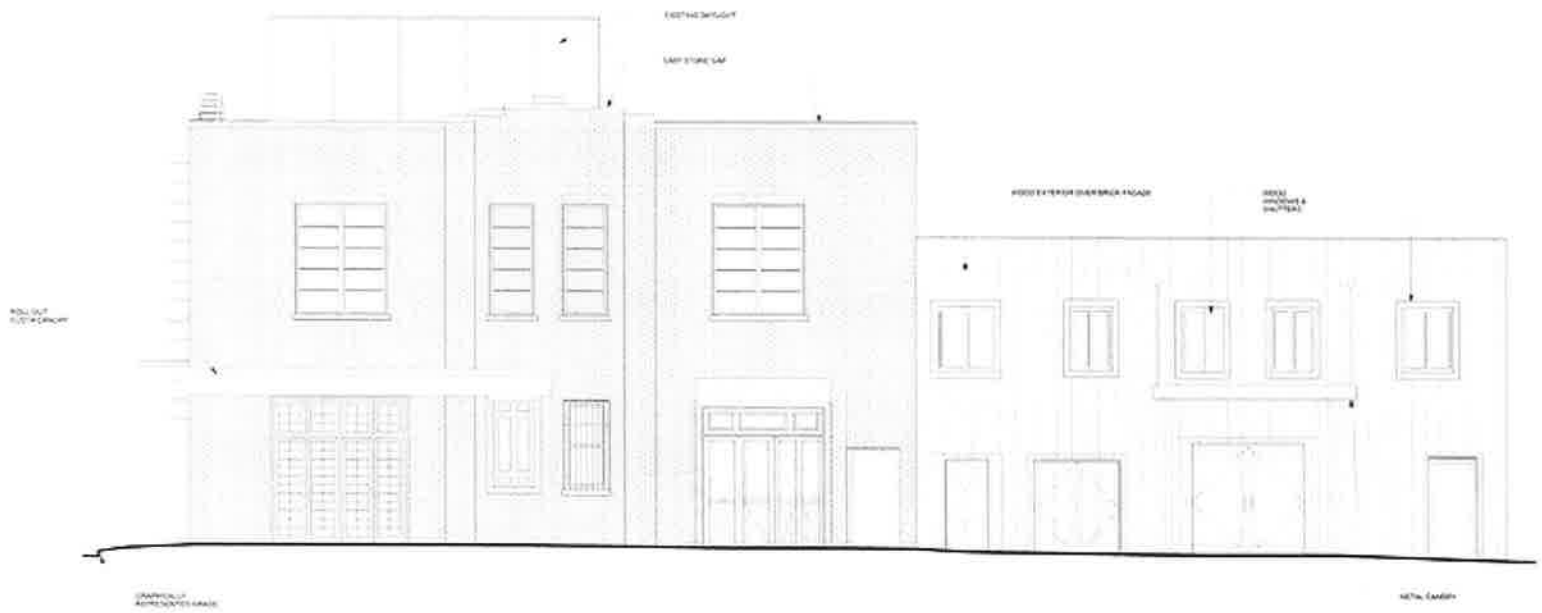 EXISTING DAYLIGHT
CAST STONE CAP
WOOD EXTERIOR OVER BRICK FACADE
WOOD
WINDOWS &
SHUTTERS
ROLL OUT
CLOTH CANOPY
GRAPHICALLY
REPRESENTED GRADE
METAL CANOPY